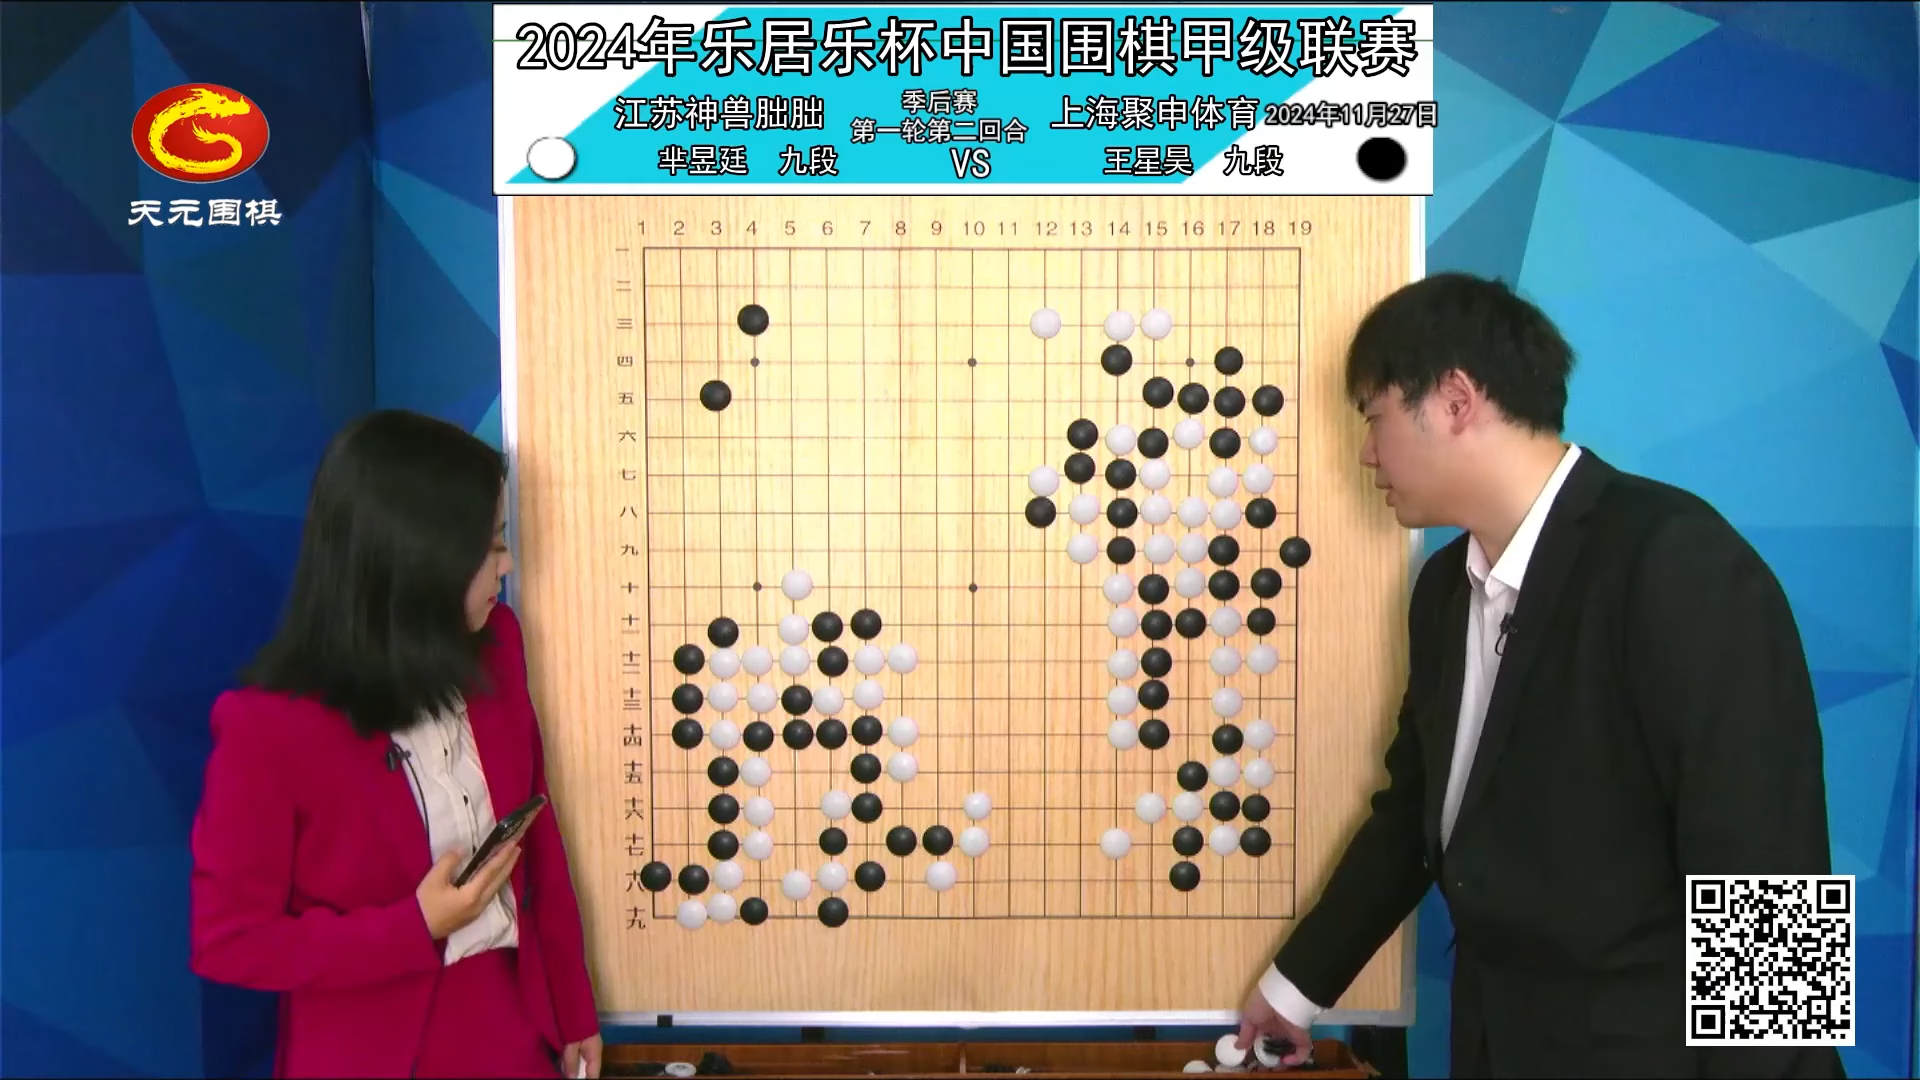 2024年乐居乐杯中国围棋甲级联赛
江苏神兽朏朏
季后赛
上海聚申体育
2024年11月27日
第一轮第二回合
芈昱廷 九段
VS
王星昊 九段
天元围棋
1 2 3 4 5 6 7 8 9 10 11 12 13 14 15 16 17 18 19
一
二
三
四
五
六
七
八
九
十
十一
十二
十三
十四
十五
十六
十七
十八
十九